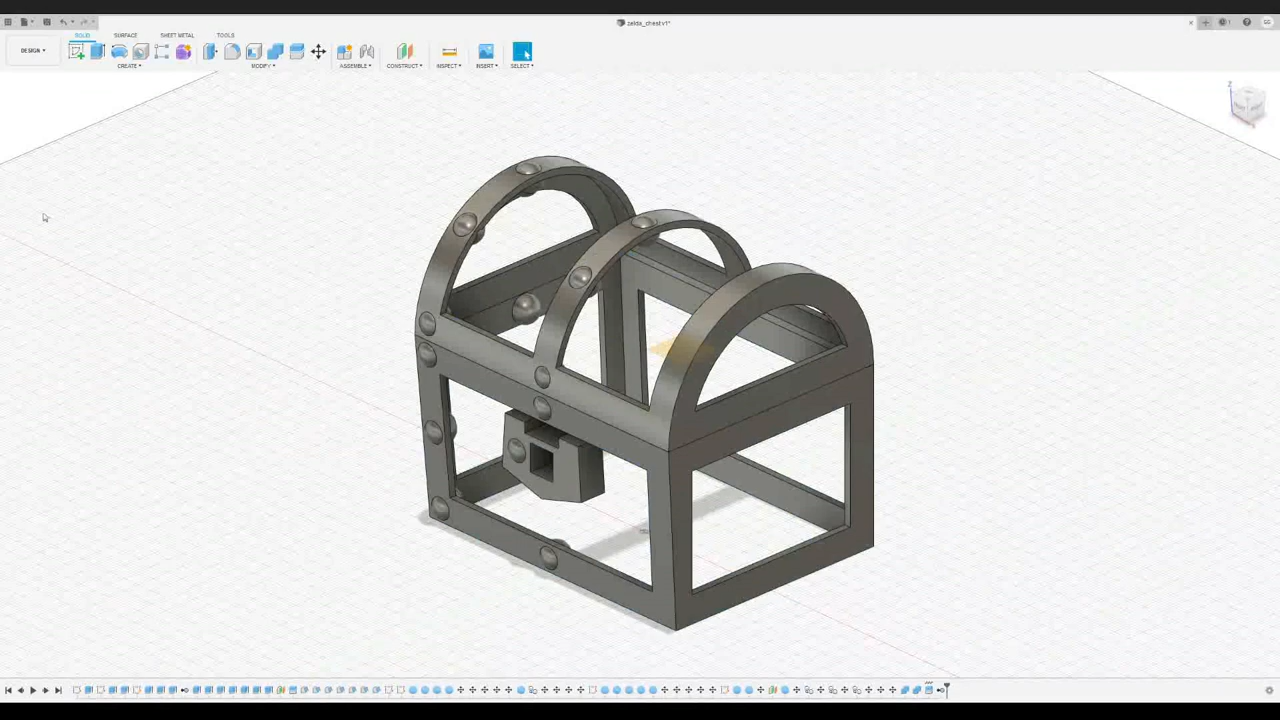 zelda_chest v1*
SOLID SURFACE SHEET METAL TOOLS
DESIGN
CREATE MODIFY ASSEMBLE CONSTRUCT INSPECT INSERT SELECT
Z